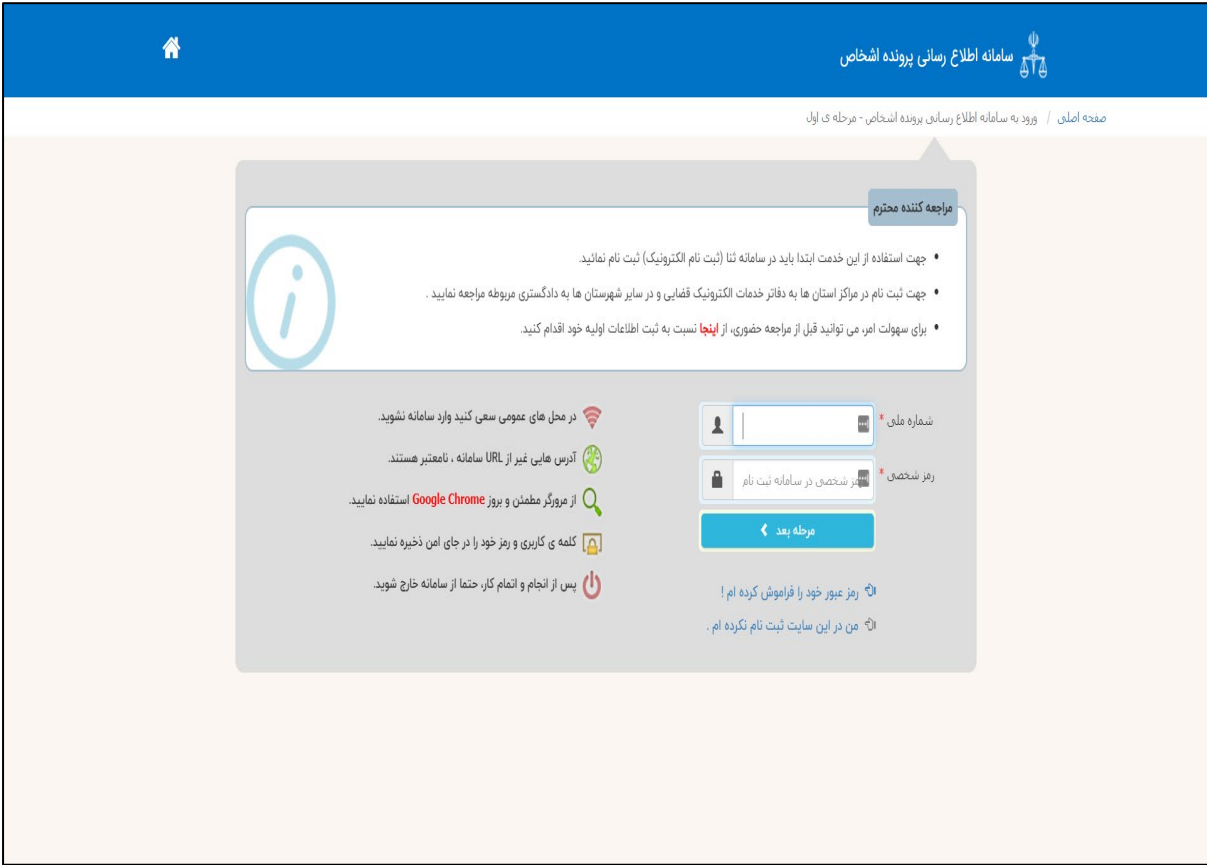 سامانه اطلاع رسانی پرونده اشخاص
صفحه اصلی / ورود به سامانه اطلاع رسانی پرونده اشخاص - مرحله ی اول
مراجعه کننده محترم
جهت استفاده از این خدمت ابتدا باید در سامانه ثنا (ثبت نام الکترونیک) ثبت نام نمائید.
جهت ثبت نام در مراکز استان ها به دفاتر خدمات الکترونیک قضایی و در سایر شهرستان ها به دادگستری مربوطه مراجعه نمایید .
برای سهولت امر، می توانید قبل از مراجعه حضوری، از اینجا نسبت به ثبت اطلاعات اولیه خود اقدام کنید.
شماره ملی *
رمز شخصی *
شخصی در سامانه ثبت نام
مرحله بعد
رمز عبور خود را فراموش کرده ام !
من در این سایت ثبت نام نکرده ام .
در محل های عمومی سعی کنید وارد سامانه نشوید.
آدرس هایی غیر از URL سامانه ، نامعتبر هستند.
از مرورگر مطمئن و بروز Google Chrome استفاده نمایید.
کلمه ی کاربری و رمز خود را در جای امن ذخیره نمایید.
پس از انجام و اتمام کار، حتما از سامانه خارج شوید.